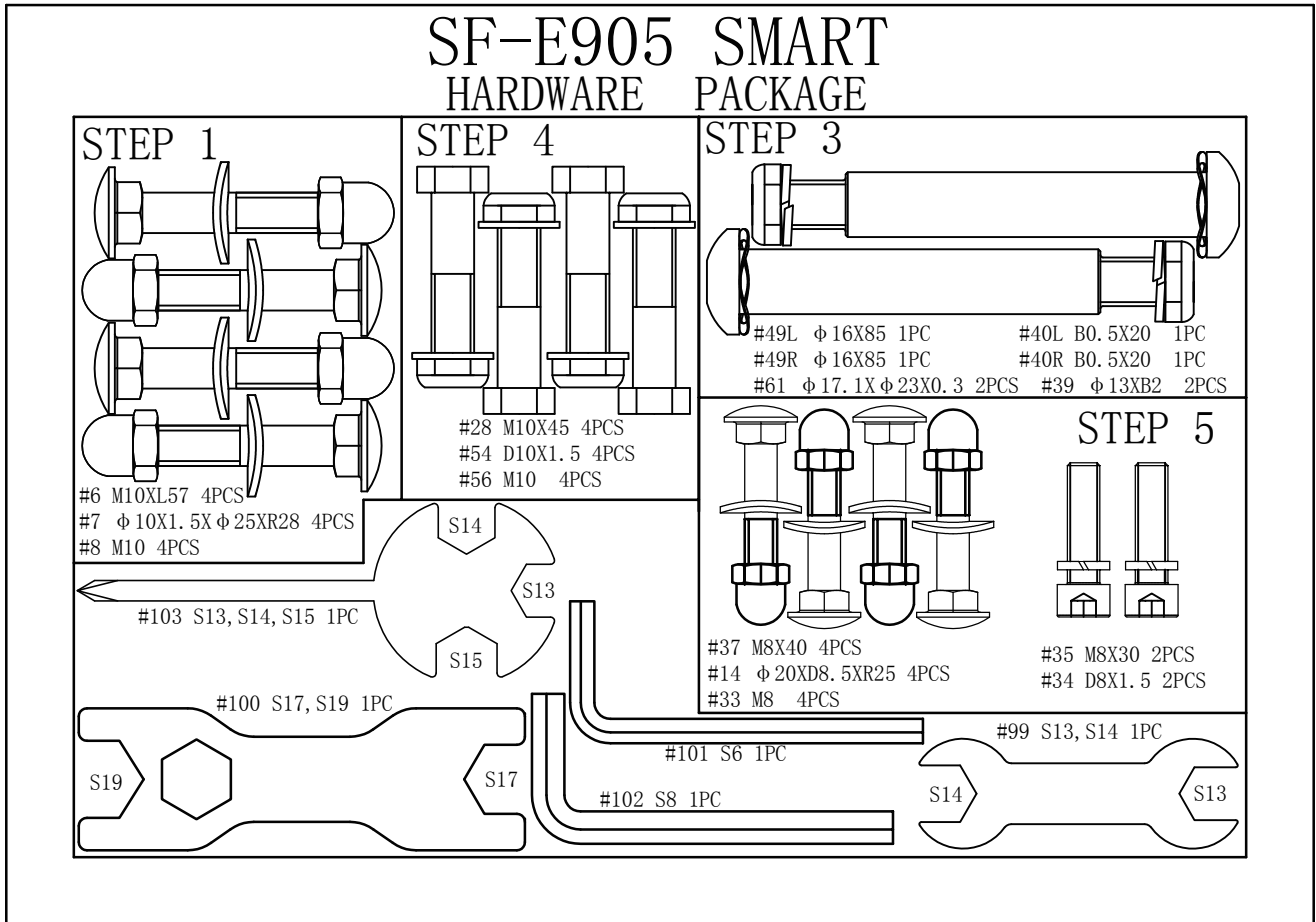 SF-E905 SMART
HARDWARE PACKAGE
STEP 1
#6 M10XL57 4PCS
#7 ϕ10X1.5Xϕ25XR28 4PCS
#8 M10 4PCS
STEP 4
#28 M10X45 4PCS
#54 D10X1.5 4PCS
#56 M10 4PCS
STEP 3
#49L ϕ16X85 1PC #40L B0.5X20 1PC
#49R ϕ16X85 1PC #40R B0.5X20 1PC
#61 ϕ17.1Xϕ23X0.3 2PCS #39 ϕ13XB2 2PCS
STEP 5
#37 M8X40 4PCS
#14 ϕ20XD8.5XR25 4PCS
#33 M8 4PCS
#35 M8X30 2PCS
#34 D8X1.5 2PCS
S14
S13
S15
#103 S13,S14,S15 1PC
#100 S17,S19 1PC
S19
S17
#101 S6 1PC
#102 S8 1PC
#99 S13,S14 1PC
S14
S13